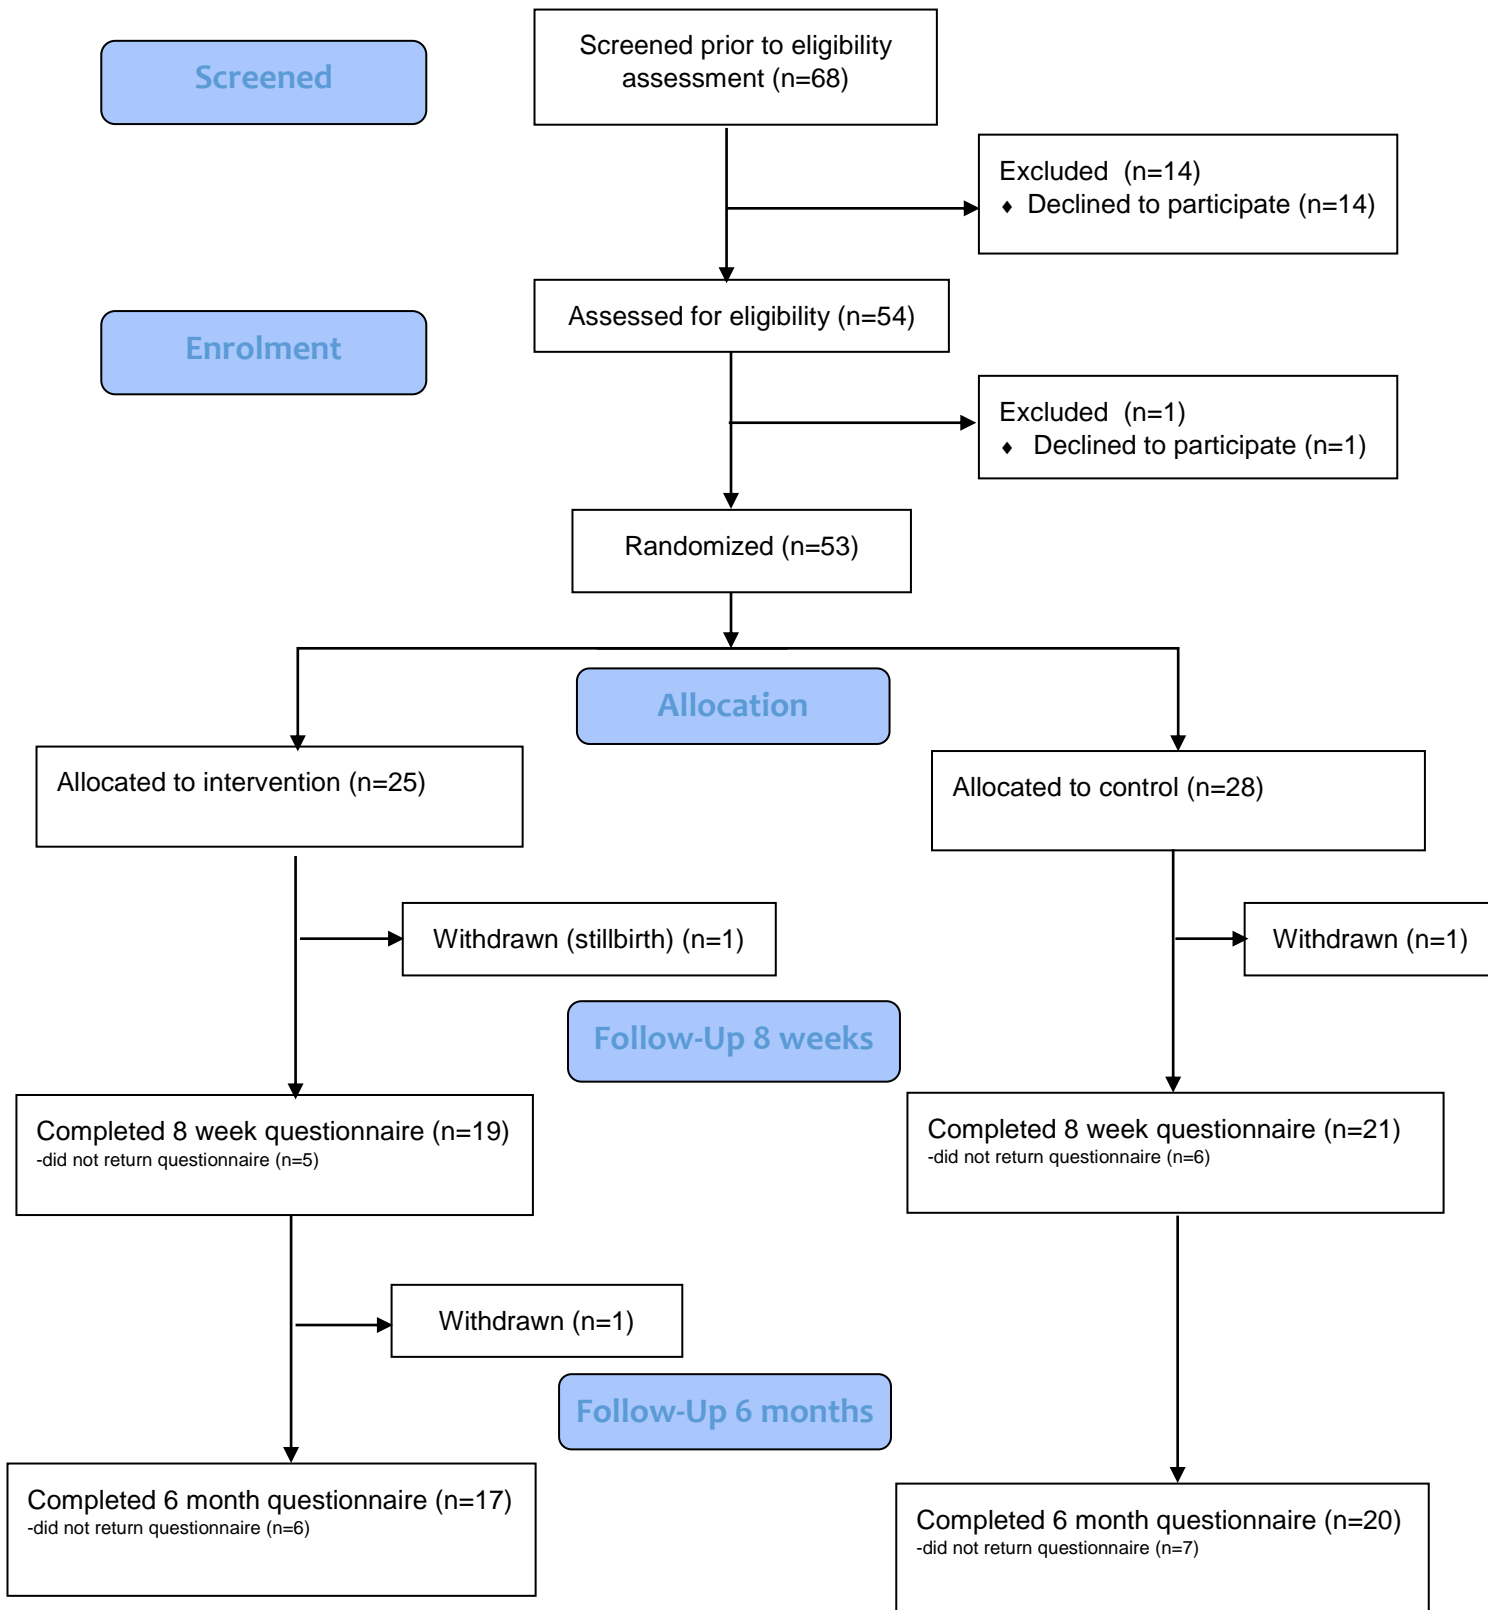 Screened
Screened prior to eligibility
assessment (n=68)
Excluded  (n=14)
♦ Declined to participate (n=14)
Enrolment
Assessed for eligibility (n=54)
Excluded  (n=1)
♦ Declined to participate (n=1)
Randomized (n=53)
Allocation
Allocated to intervention (n=25)
Allocated to control (n=28)
Withdrawn (stillbirth) (n=1)
Withdrawn (n=1)
Follow-Up 8 weeks
Completed 8 week questionnaire (n=19)
-did not return questionnaire (n=5)
Completed 8 week questionnaire (n=21)
-did not return questionnaire (n=6)
Withdrawn (n=1)
Follow-Up 6 months
Completed 6 month questionnaire (n=17)
-did not return questionnaire (n=6)
Completed 6 month questionnaire (n=20)
-did not return questionnaire (n=7)